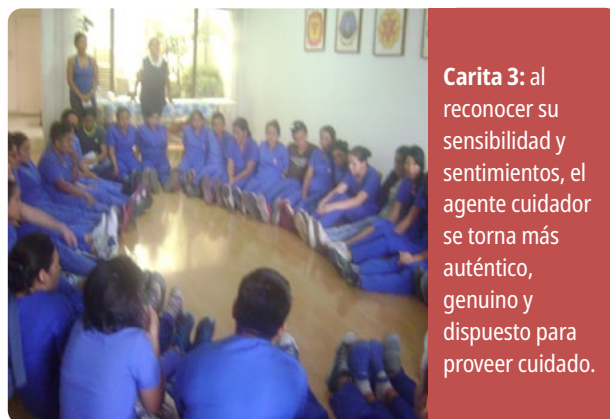 Carita 3: al
reconocer su
sensibilidad y
sentimientos, el
agente cuidador
se torna más
auténtico,
genuino y
dispuesto para
proveer cuidado.